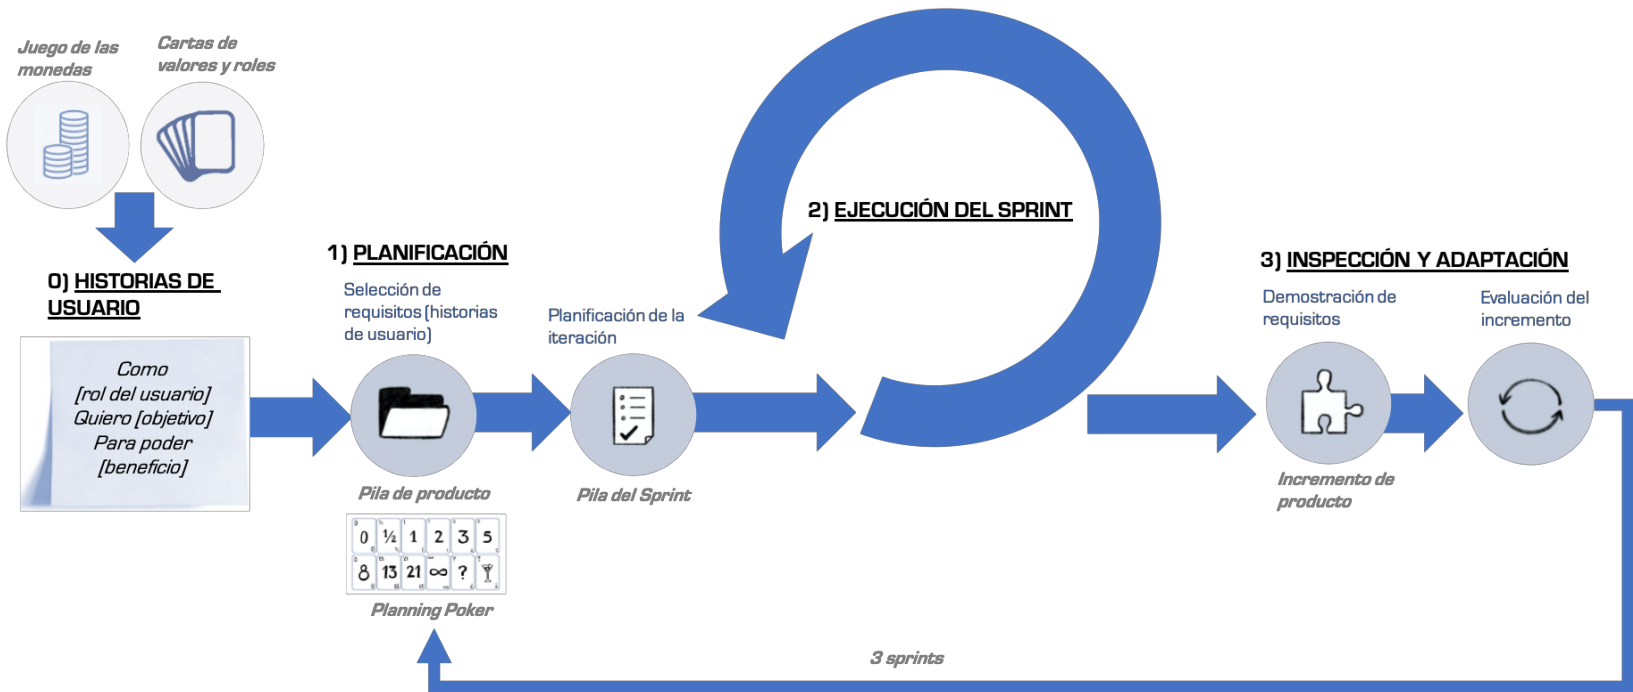 Juego de las
monedas
Cartas de
valores y roles
0) HISTORIAS DE
USUARIO
Como
[rol del usuario]
Quiero [objetivo]
Para poder
[beneficio]
1) PLANIFICACIÓN
Selección de
requisitos (historias
de usuario)
Pila de producto
0 ½ 1 2 3 5
8 13 21 ∞ ?
Planning Poker
Planificación de la
iteración
Pila del Sprint
2) EJECUCIÓN DEL SPRINT
3) INSPECCIÓN Y ADAPTACIÓN
Demostración de
requisitos
Incremento de
producto
Evaluación del
incremento
3 sprints